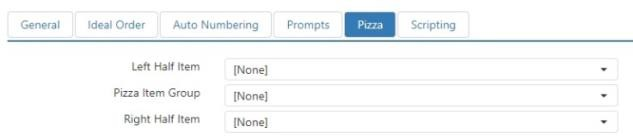 General Ideal Order Auto Numbering Prompts Pizza Scripting
Left Half Item [None]
Pizza Item Group [None]
Right Half Item [None]